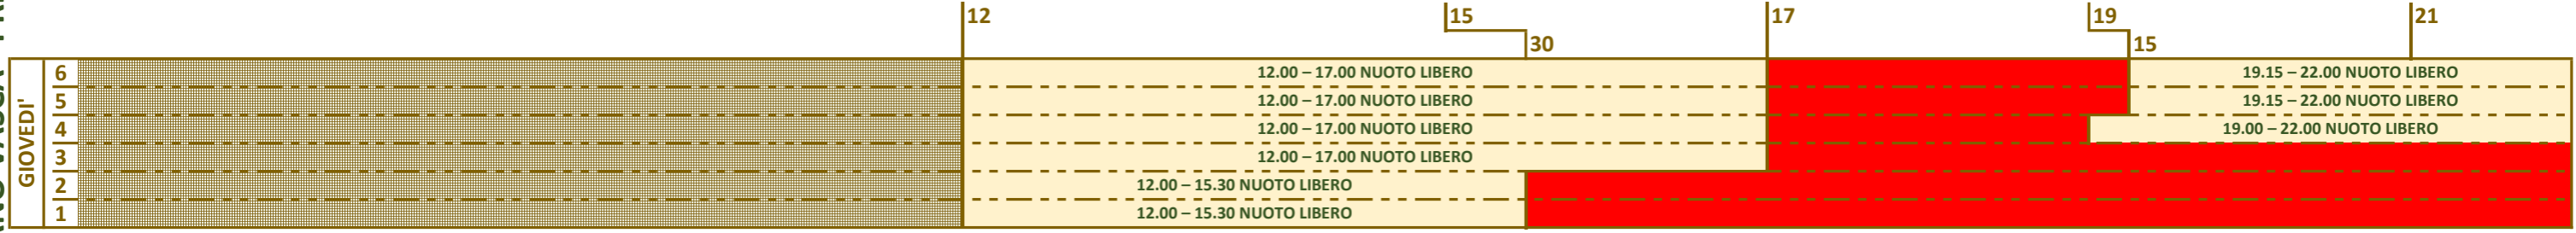 12 15 17 19 21
30 15
GIOVEDI'
6 12.00 – 17.00 NUOTO LIBERO 19.15 – 22.00 NUOTO LIBERO
5 12.00 – 17.00 NUOTO LIBERO 19.15 – 22.00 NUOTO LIBERO
4 12.00 – 17.00 NUOTO LIBERO 19.00 – 22.00 NUOTO LIBERO
3 12.00 – 17.00 NUOTO LIBERO
2 12.00 – 15.30 NUOTO LIBERO
1 12.00 – 15.30 NUOTO LIBERO